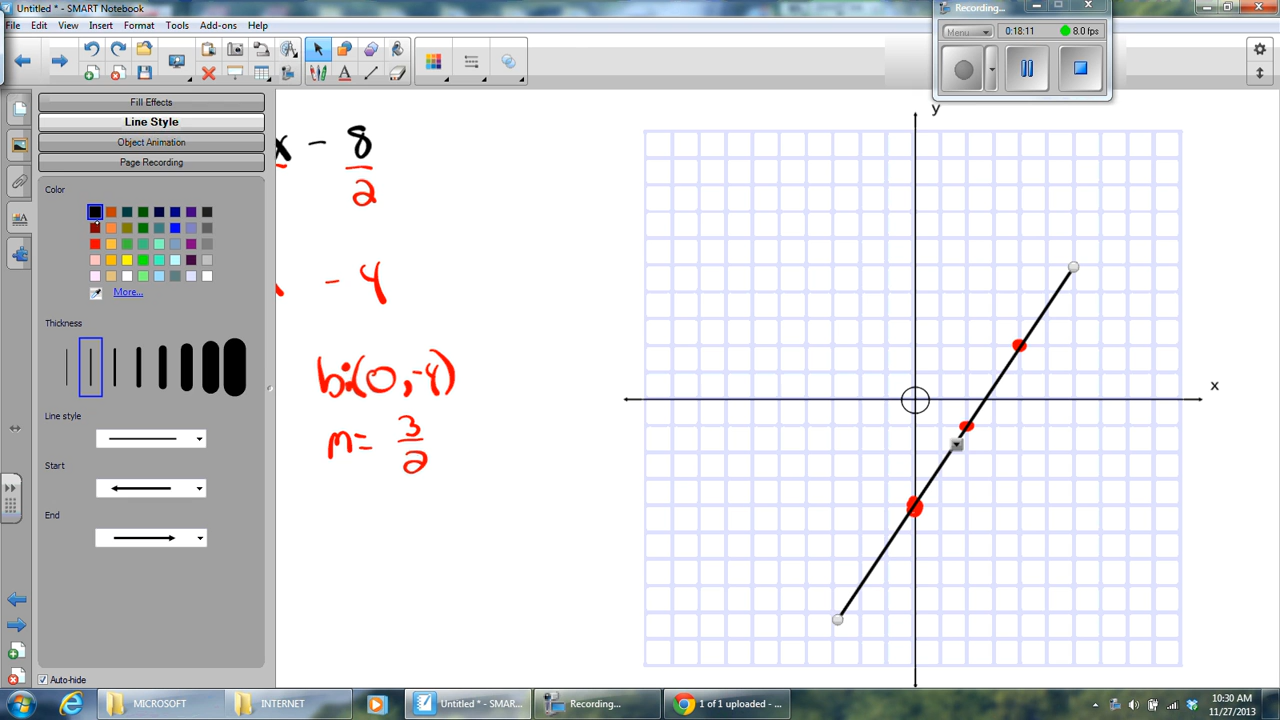 Untitled * - SMART Notebook
File Edit View Insert Format Tools Add-ons Help
Recording...
Menu 0:18:11 8.0 fps
Fill Effects
Line Style
Object Animation
Page Recording
Color
More...
Thickness
Line style
Start
End
Auto-hide
x - 8
2
- 4
b:(0,-4)
m= 3
2
y
x
MICROSOFT INTERNET Untitled * - SMAR... Recording... 1 of 1 uploaded - ...
10:30 AM
11/27/2013